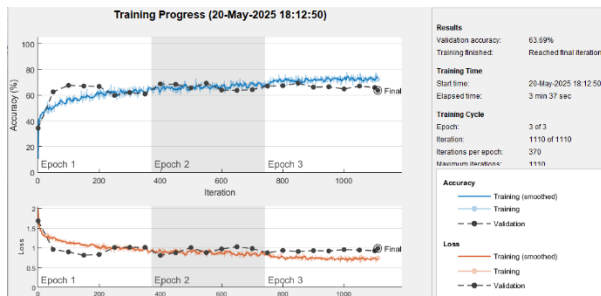 Training Progress (20-May-2025 18:12:50)
Accuracy (%)
100
80
60
40
20
0
Final
Epoch 1
Epoch 2
Epoch 3
0
200
400
600
800
1000
Iteration
Loss
2
1.5
1
0.5
0
Final
Epoch 1
Epoch 2
Epoch 3
0
200
400
600
800
1000
Results
Validation accuracy: 63.69%
Training finished: Reached final iteration
Training Time
Start time: 20-May-2025 18:12:50
Elapsed time: 3 min 37 sec
Training Cycle
Epoch: 3 of 3
Iteration: 1110 of 1110
Iterations per epoch: 370
Maximum iterations: 1110
Accuracy
Training (smoothed)
Training
Validation
Loss
Training (smoothed)
Training
Validation